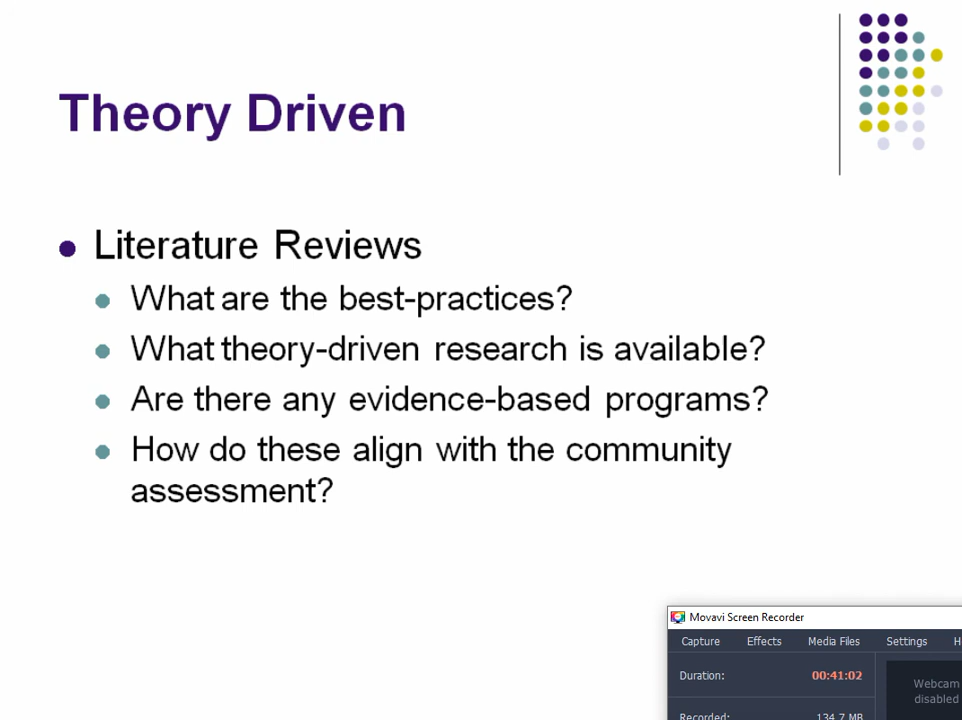 Theory Driven
Literature Reviews
What are the best-practices?
What theory-driven research is available?
Are there any evidence-based programs?
How do these align with the community
assessment?
Movavi Screen Recorder
Capture Effects Media Files Settings H
Duration: 00:41:02
Webcam
disabled
Recorded: 134.7 MB